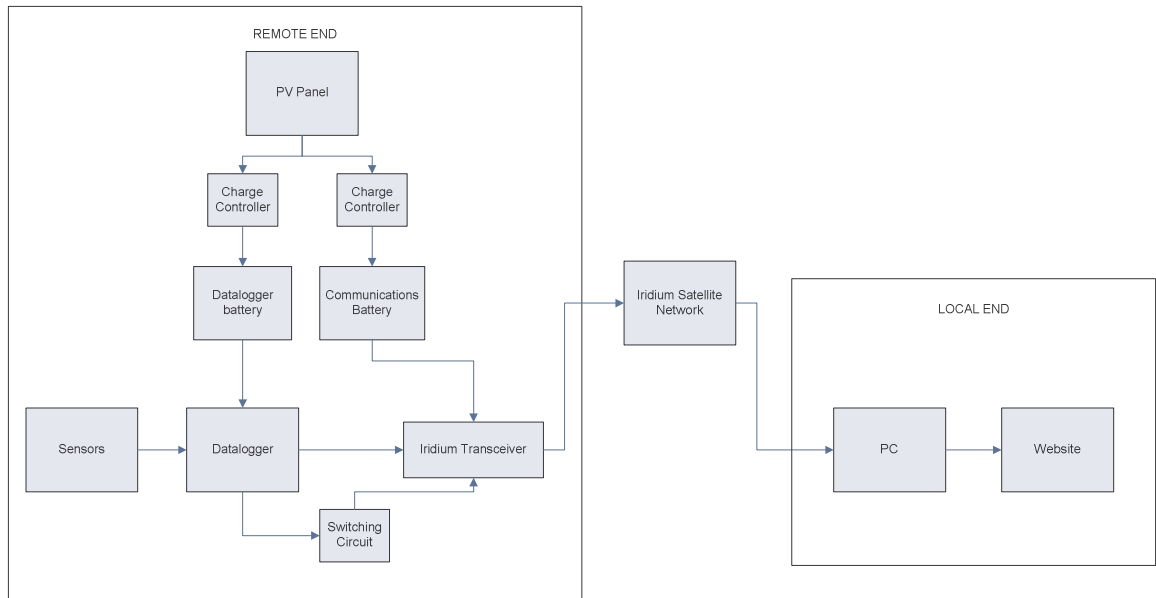 REMOTE END
PV Panel
Charge
Controller
Charge
Controller
Datalogger
battery
Communications
Battery
Iridium Satellite
Network
LOCAL END
Sensors
Datalogger
Iridium Transceiver
PC
Website
Switching
Circuit